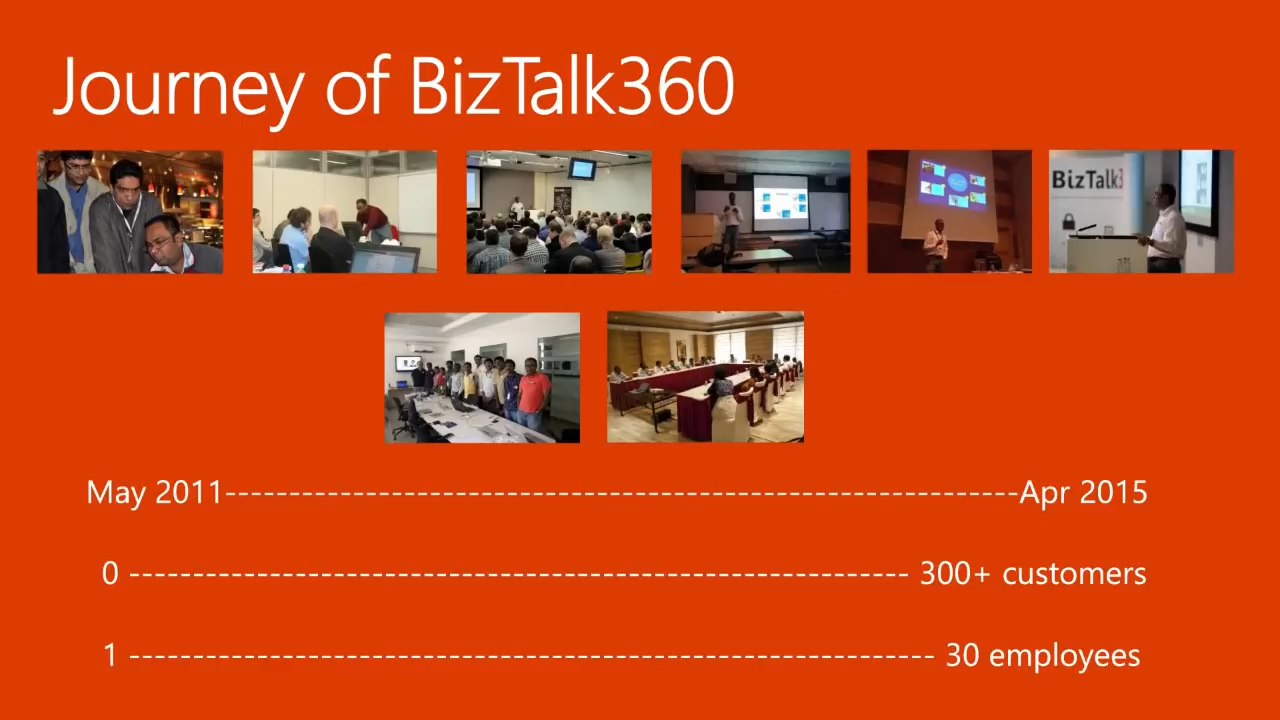 Journey of BizTalk360
BizTalk3
May 2011--------------------------------------------------------------Apr 2015
0 ------------------------------------------------------------- 300+ customers
1 --------------------------------------------------------------- 30 employees